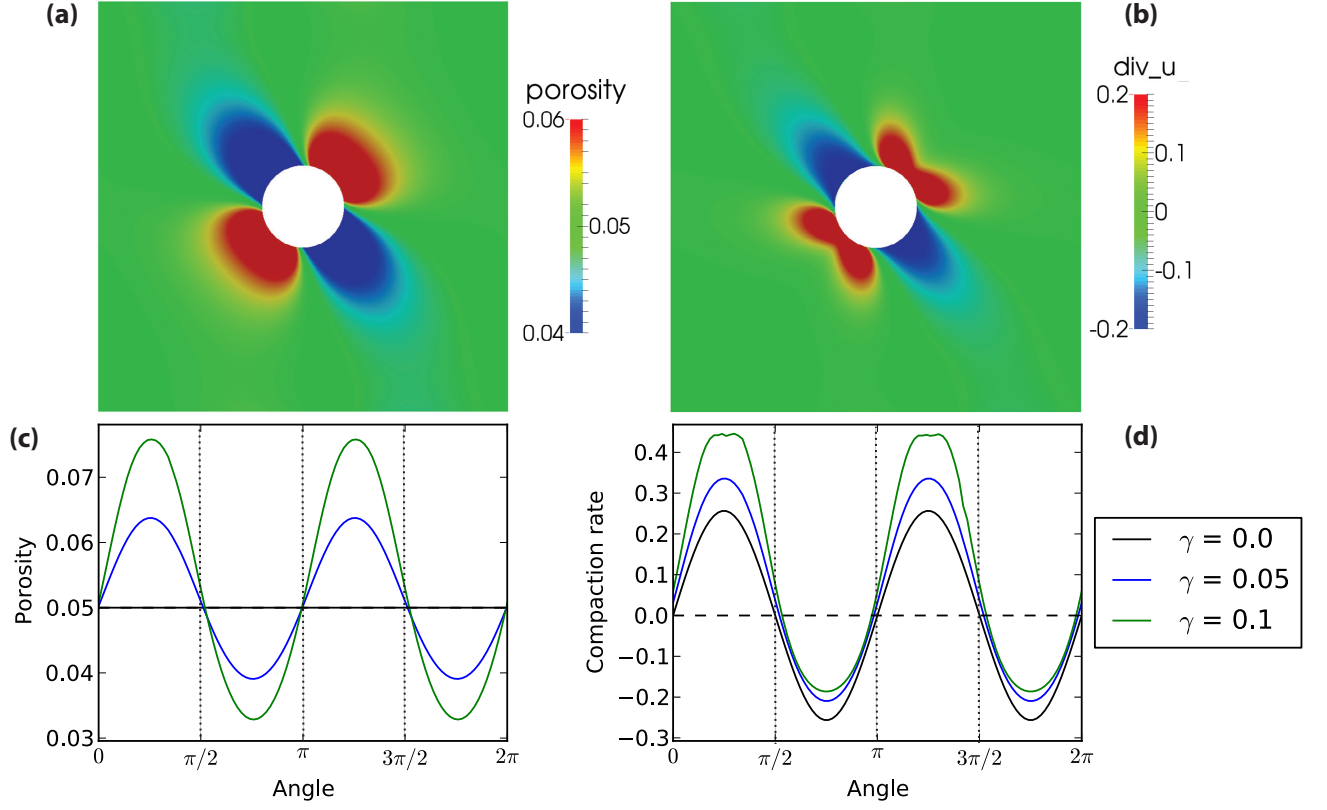 (a)
porosity
0.06
0.05
0.04
(b)
div_u
0.2
0.1
0
-0.1
-0.2
(c)
Porosity
0.07
0.06
0.05
0.04
0.03
0
π/2
π
3π/2
2π
Angle
(d)
Compaction rate
0.4
0.3
0.2
0.1
0.0
−0.1
−0.2
−0.3
0
π/2
π
3π/2
2π
Angle
γ = 0.0
γ = 0.05
γ = 0.1